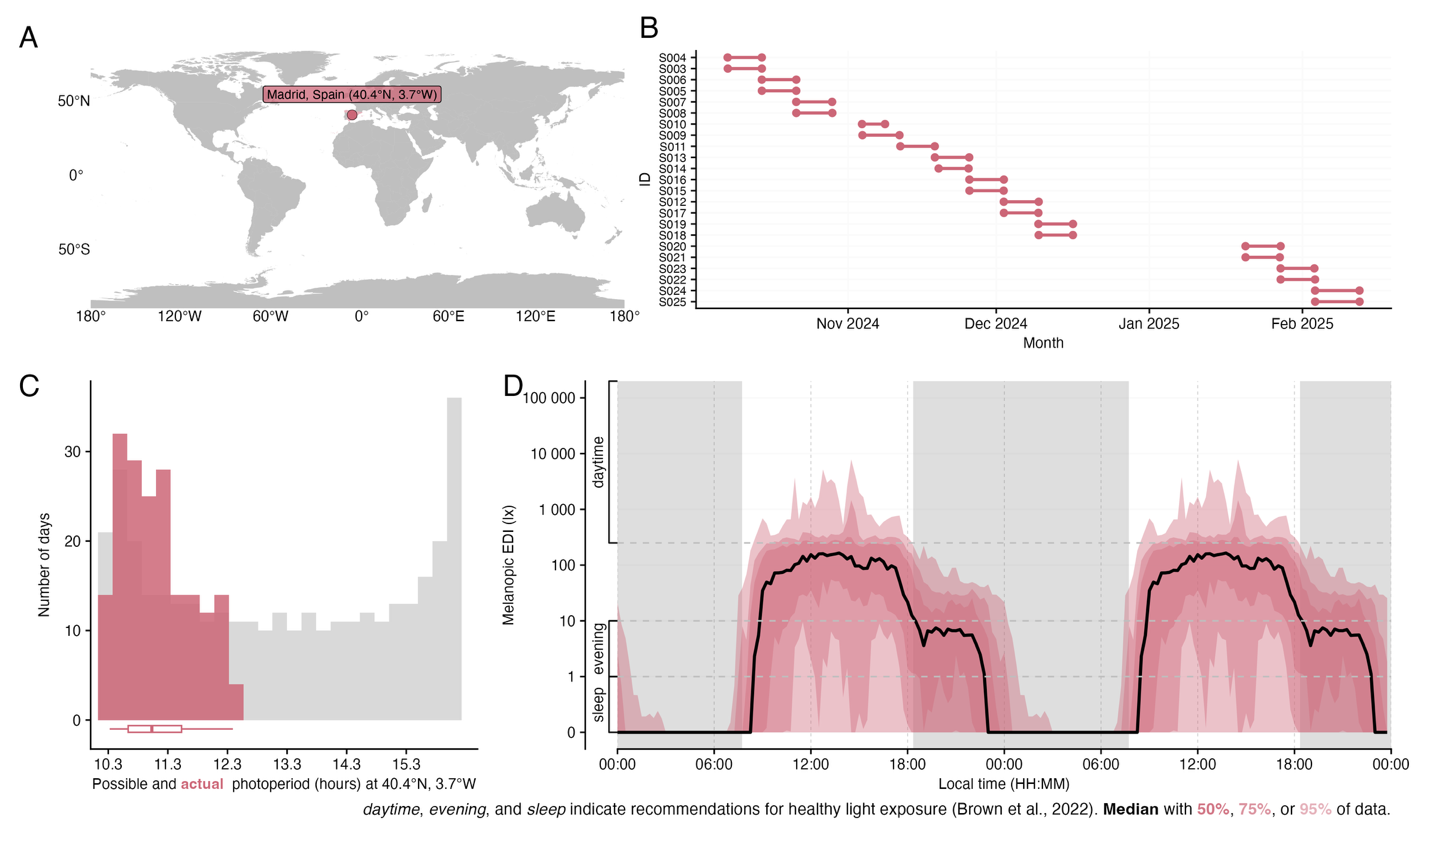 A
Madrid, Spain (40.4°N, 3.7°W)
50°N
0°
50°S
180° 120°W 60°W 0° 60°E 120°E 180°
B
ID
S004
S003
S006
S005
S007
S008
S010
S009
S011
S013
S014
S016
S015
S012
S017
S019
S018
S020
S021
S023
S022
S024
S025
Nov 2024 Dec 2024 Jan 2025 Feb 2025
Month
C
Number of days
30
20
10
0
10.3 11.3 12.3 13.3 14.3 15.3
Possible and actual photoperiod (hours) at 40.4°N, 3.7°W
D
Melanopic EDI (lx)
100 000
10 000
1 000
100
10
1
0
daytime
evening
sleep
00:00 06:00 12:00 18:00 00:00 06:00 12:00 18:00 00:00
Local time (HH:MM)
daytime, evening, and sleep indicate recommendations for healthy light exposure (Brown et al., 2022). Median with 50%, 75%, or 95% of data.